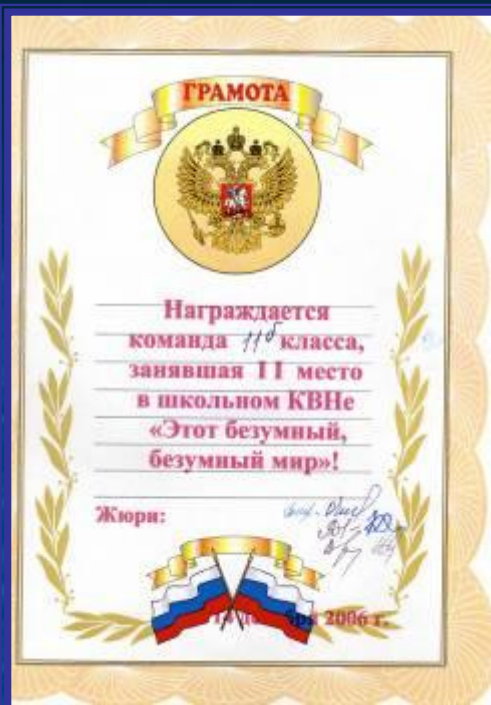 ГРАМОТА
Награждается
команда 11б класса,
занявшая II место
в школьном КВНе
«Этот безумный,
безумный мир»!
Жюри:
2006 г.